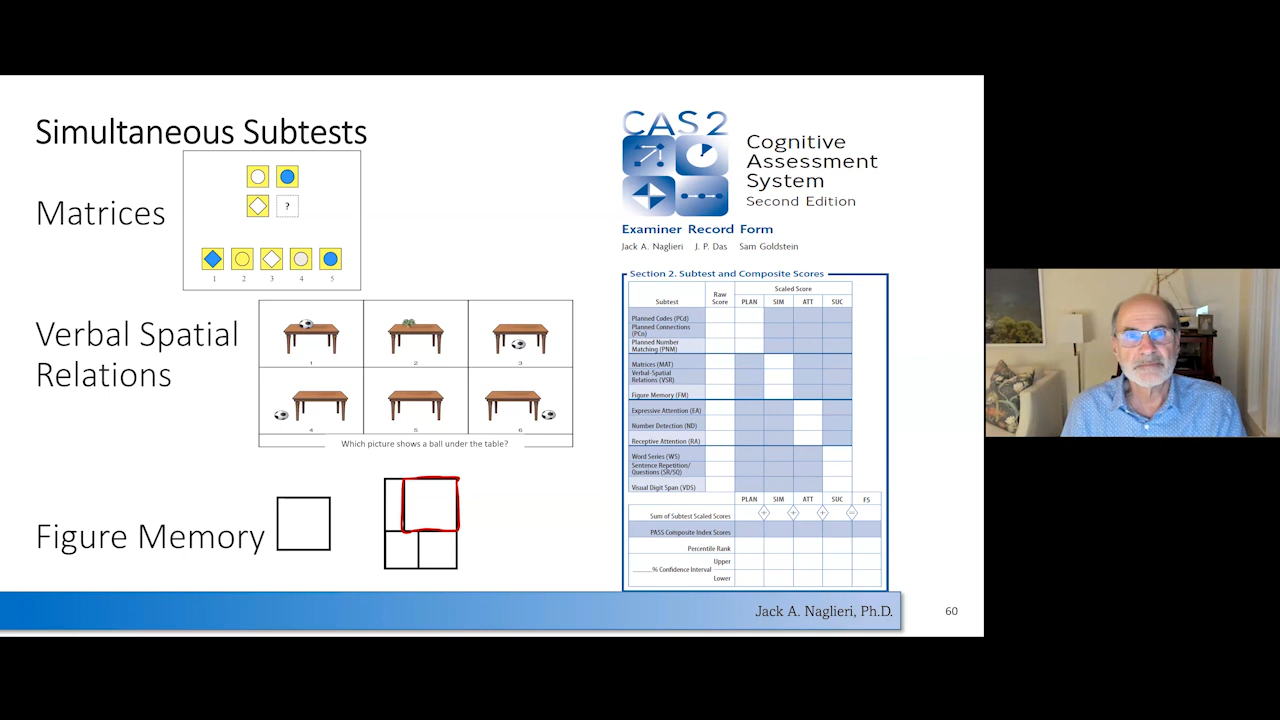 Simultaneous Subtests
Matrices
?
1 2 3 4 5
Verbal Spatial
Relations
1 2 3
4 5 6
Which picture shows a ball under the table?
Figure Memory
CAS2
Cognitive
Assessment
System
Second Edition
Examiner Record Form
Jack A. Naglieri J. P. Das Sam Goldstein
Section 2. Subtest and Composite Scores
Subtest Raw Score Scaled Score
PLAN SIM ATT SUC
Planned Codes (PCd)
Planned Connections
(PCn)
Planned Number
Matching (PNM)
Matrices (MAT)
Verbal-Spatial
Relations (VSR)
Figure Memory (FM)
Expressive Attention (EA)
Number Detection (ND)
Receptive Attention (RA)
Word Series (WS)
Sentence Repetition/
Questions (SR/SQ)
Visual Digit Span (VDS)
PLAN SIM ATT SUC FS
Sum of Subtest Scaled Scores + + + =
PASS Composite Index Scores
Percentile Rank
Upper
% Confidence Interval
Lower
Jack A. Naglieri, Ph.D.
60